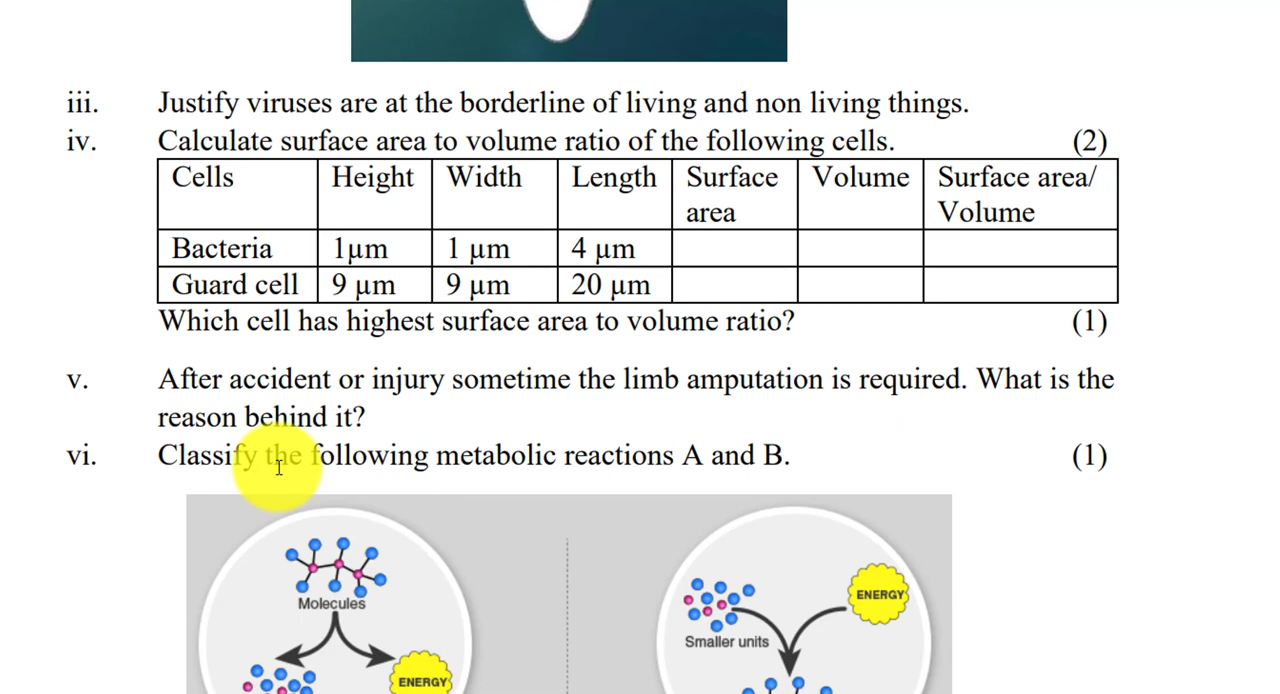 iii. Justify viruses are at the borderline of living and non living things.
iv. Calculate surface area to volume ratio of the following cells. (2)
Cells Height Width Length Surface area Volume Surface area/ Volume
Bacteria 1µm 1 µm 4 µm
Guard cell 9 µm 9 µm 20 µm
Which cell has highest surface area to volume ratio? (1)
v. After accident or injury sometime the limb amputation is required. What is the
reason behind it?
vi. Classify the following metabolic reactions A and B. (1)
Molecules
ENERGY
Smaller units
ENERGY